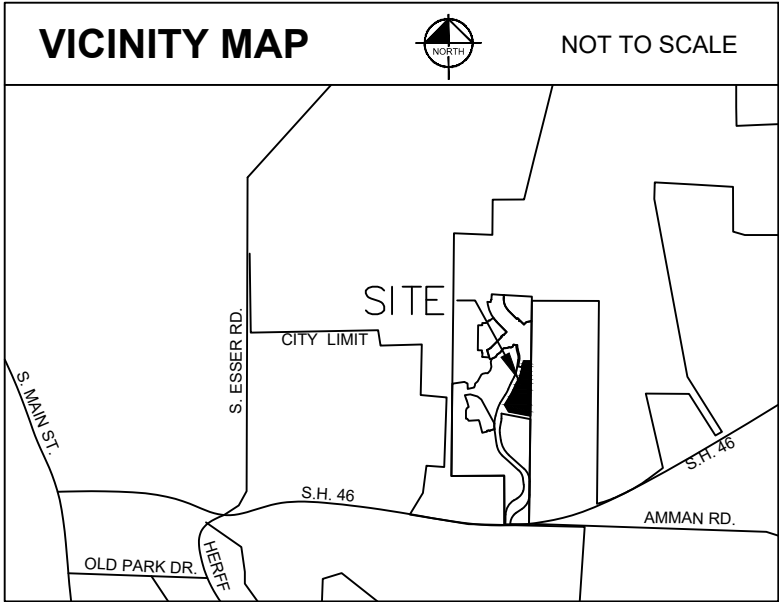 VICINITY MAP
NORTH
NOT TO SCALE
SITE
CITY LIMIT
S. ESSER RD.
S. MAIN ST.
S.H. 46
S.H. 46
AMMAN RD.
OLD PARK DR.
HERFF